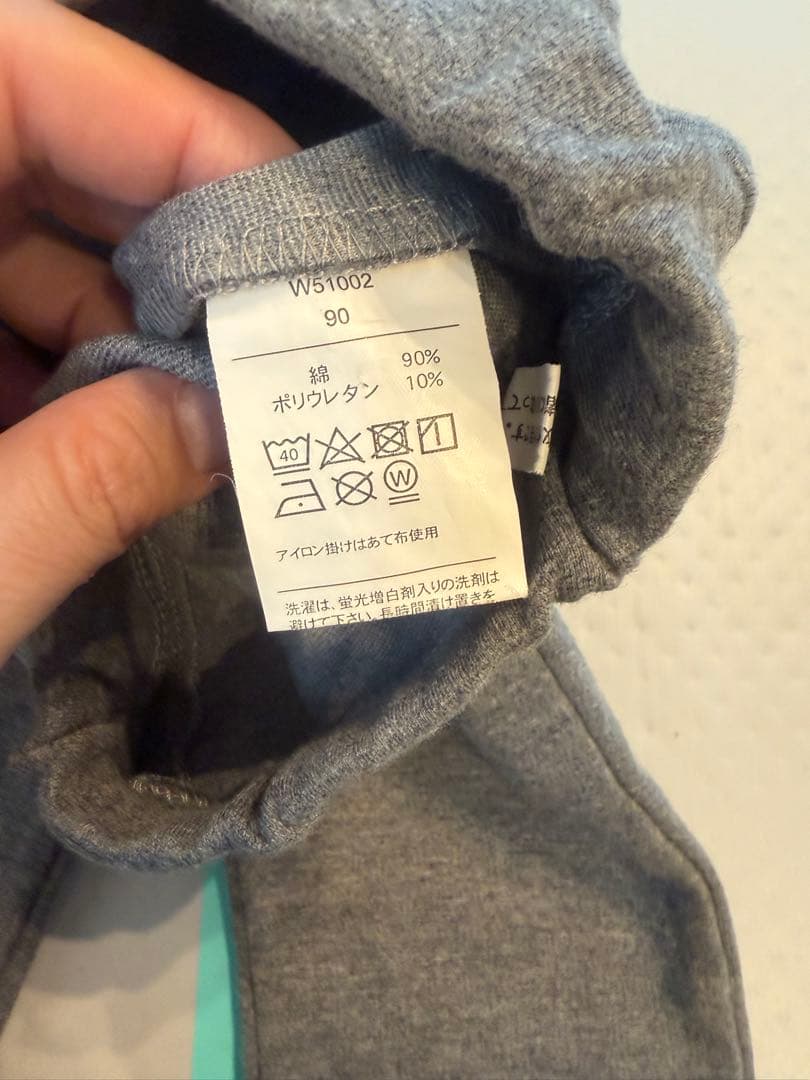 W51002
90
綿 90%
ポリウレタン 10%
40
W
アイロン掛けはあて布使用
洗濯は、蛍光増白剤入りの洗剤は
避けて下さい。長時間漬け置きを